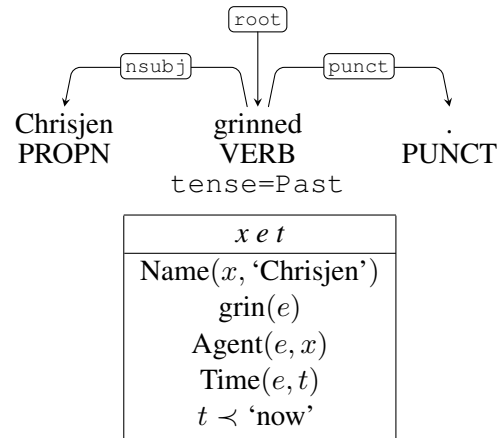 root
nsubj punct
Chrisjen grinned .
PROPN VERB PUNCT
tense=Past
x e t
Name(x, ‘Chrisjen’)
grin(e)
Agent(e, x)
Time(e, t)
t ≺ ‘now’